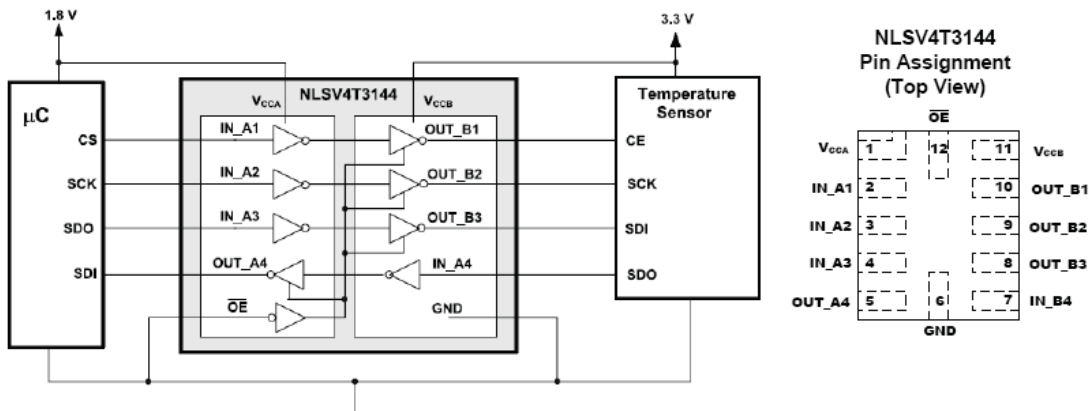 1.8 V
3.3 V
μC
CS
SCK
SDO
SDI
NLSV4T3144
VCCA
VCCB
IN_A1
OUT_B1
IN_A2
OUT_B2
IN_A3
OUT_B3
OUT_A4
IN_A4
OE
GND
Temperature
Sensor
CE
SCK
SDI
SDO
NLSV4T3144
Pin Assignment
(Top View)
OE
VCCA 1 12 11 VCCB
IN_A1 2 10 OUT_B1
IN_A2 3 9 OUT_B2
IN_A3 4 8 OUT_B3
OUT_A4 5 6 7 IN_B4
GND